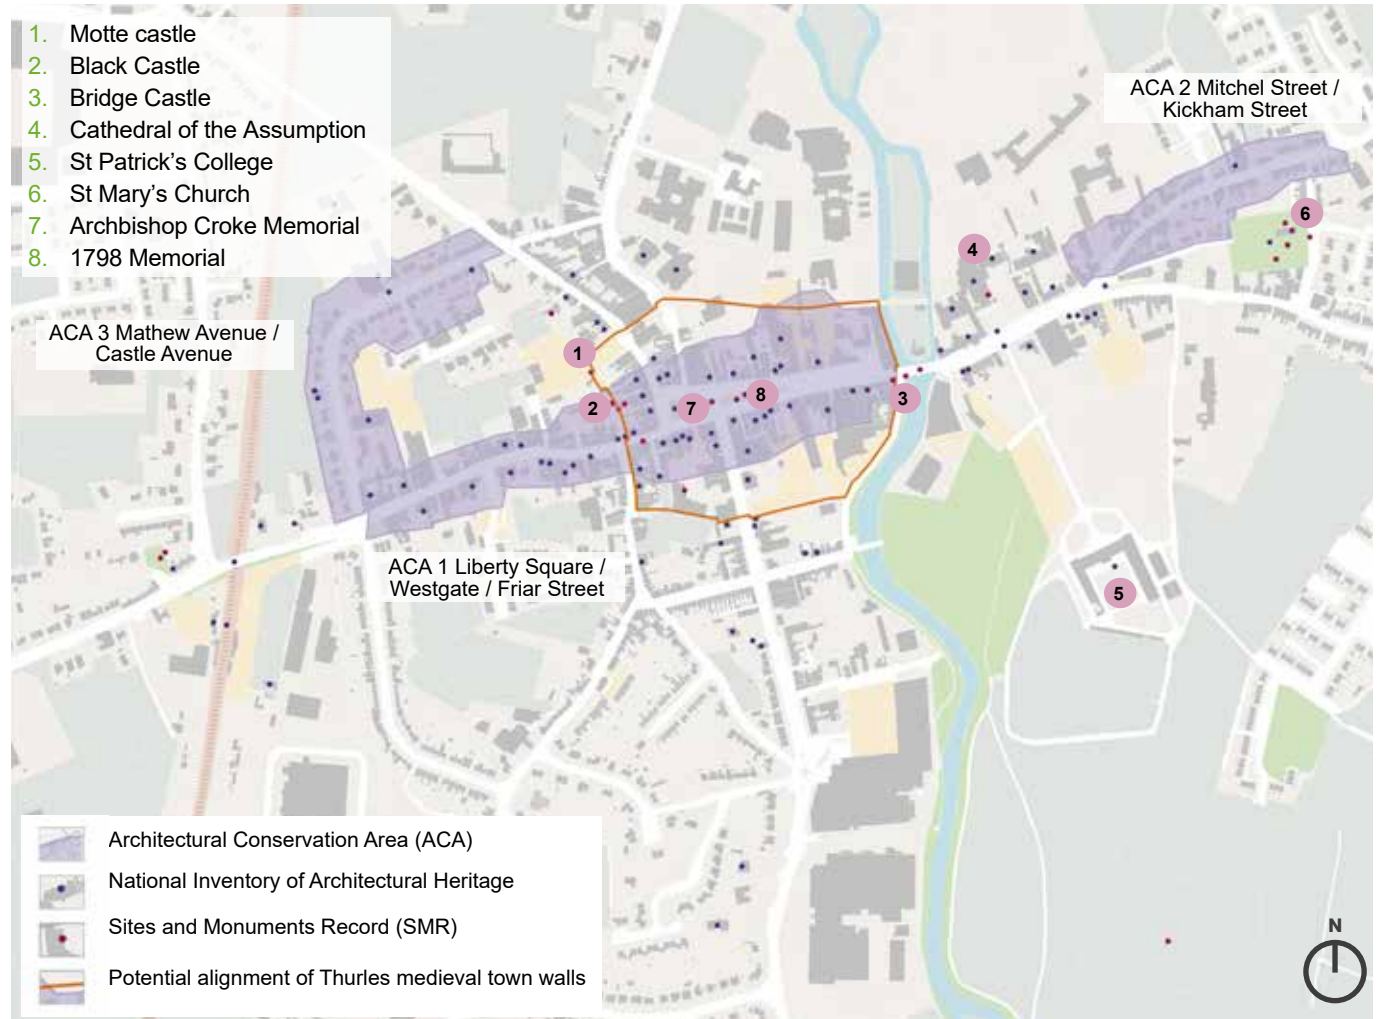 1. Motte castle
2. Black Castle
3. Bridge Castle
4. Cathedral of the Assumption
5. St Patrick’s College
6. St Mary’s Church
7. Archbishop Croke Memorial
8. 1798 Memorial
ACA 2 Mitchel Street /
Kickham Street
6
4
ACA 3 Mathew Avenue /
Castle Avenue
1
2
7
8
3
ACA 1 Liberty Square /
Westgate / Friar Street
5
Architectural Conservation Area (ACA)
National Inventory of Architectural Heritage
Sites and Monuments Record (SMR)
Potential alignment of Thurles medieval town walls
N